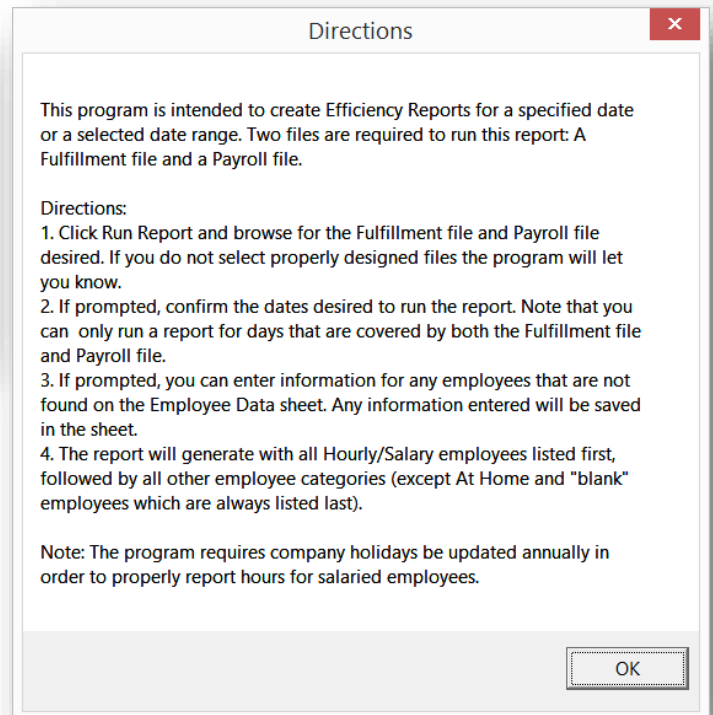 Directions
This program is intended to create Efficiency Reports for a specified date
or a selected date range. Two files are required to run this report: A
Fulfillment file and a Payroll file.
Directions:
1. Click Run Report and browse for the Fulfillment file and Payroll file
desired. If you do not select properly designed files the program will let
you know.
2. If prompted, confirm the dates desired to run the report. Note that you
can  only run a report for days that are covered by both the Fulfillment file
and Payroll file.
3. If prompted, you can enter information for any employees that are not
found on the Employee Data sheet. Any information entered will be saved
in the sheet.
4. The report will generate with all Hourly/Salary employees listed first,
followed by all other employee categories (except At Home and "blank"
employees which are always listed last).
Note: The program requires company holidays be updated annually in
order to properly report hours for salaried employees.
OK